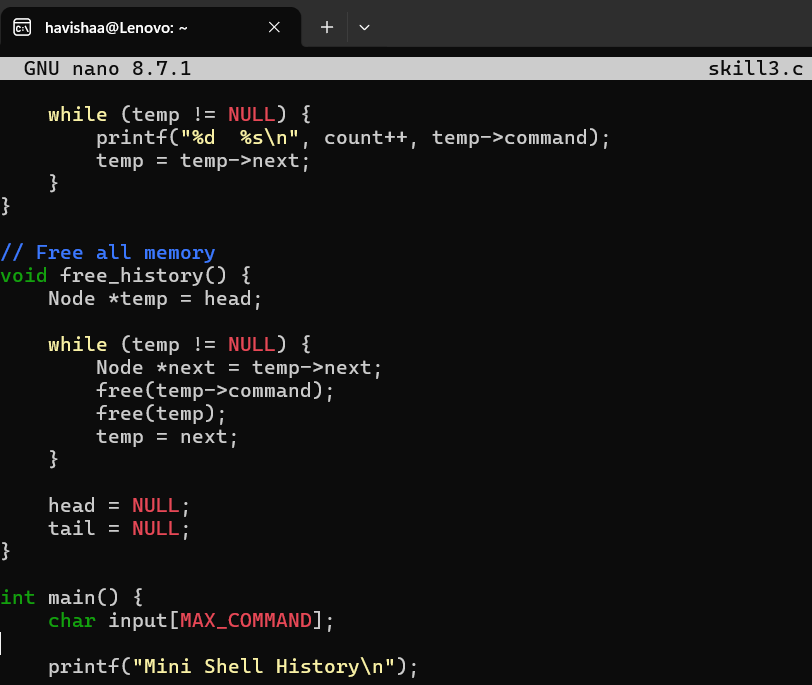 havishaa@Lenovo: ~
GNU nano 8.7.1 skill3.c
    while (temp != NULL) {
        printf("%d  %s\n", count++, temp->command);
        temp = temp->next;
    }
}

// Free all memory
void free_history() {
    Node *temp = head;

    while (temp != NULL) {
        Node *next = temp->next;
        free(temp->command);
        free(temp);
        temp = next;
    }

    head = NULL;
    tail = NULL;
}

int main() {
    char input[MAX_COMMAND];

    printf("Mini Shell History\n");